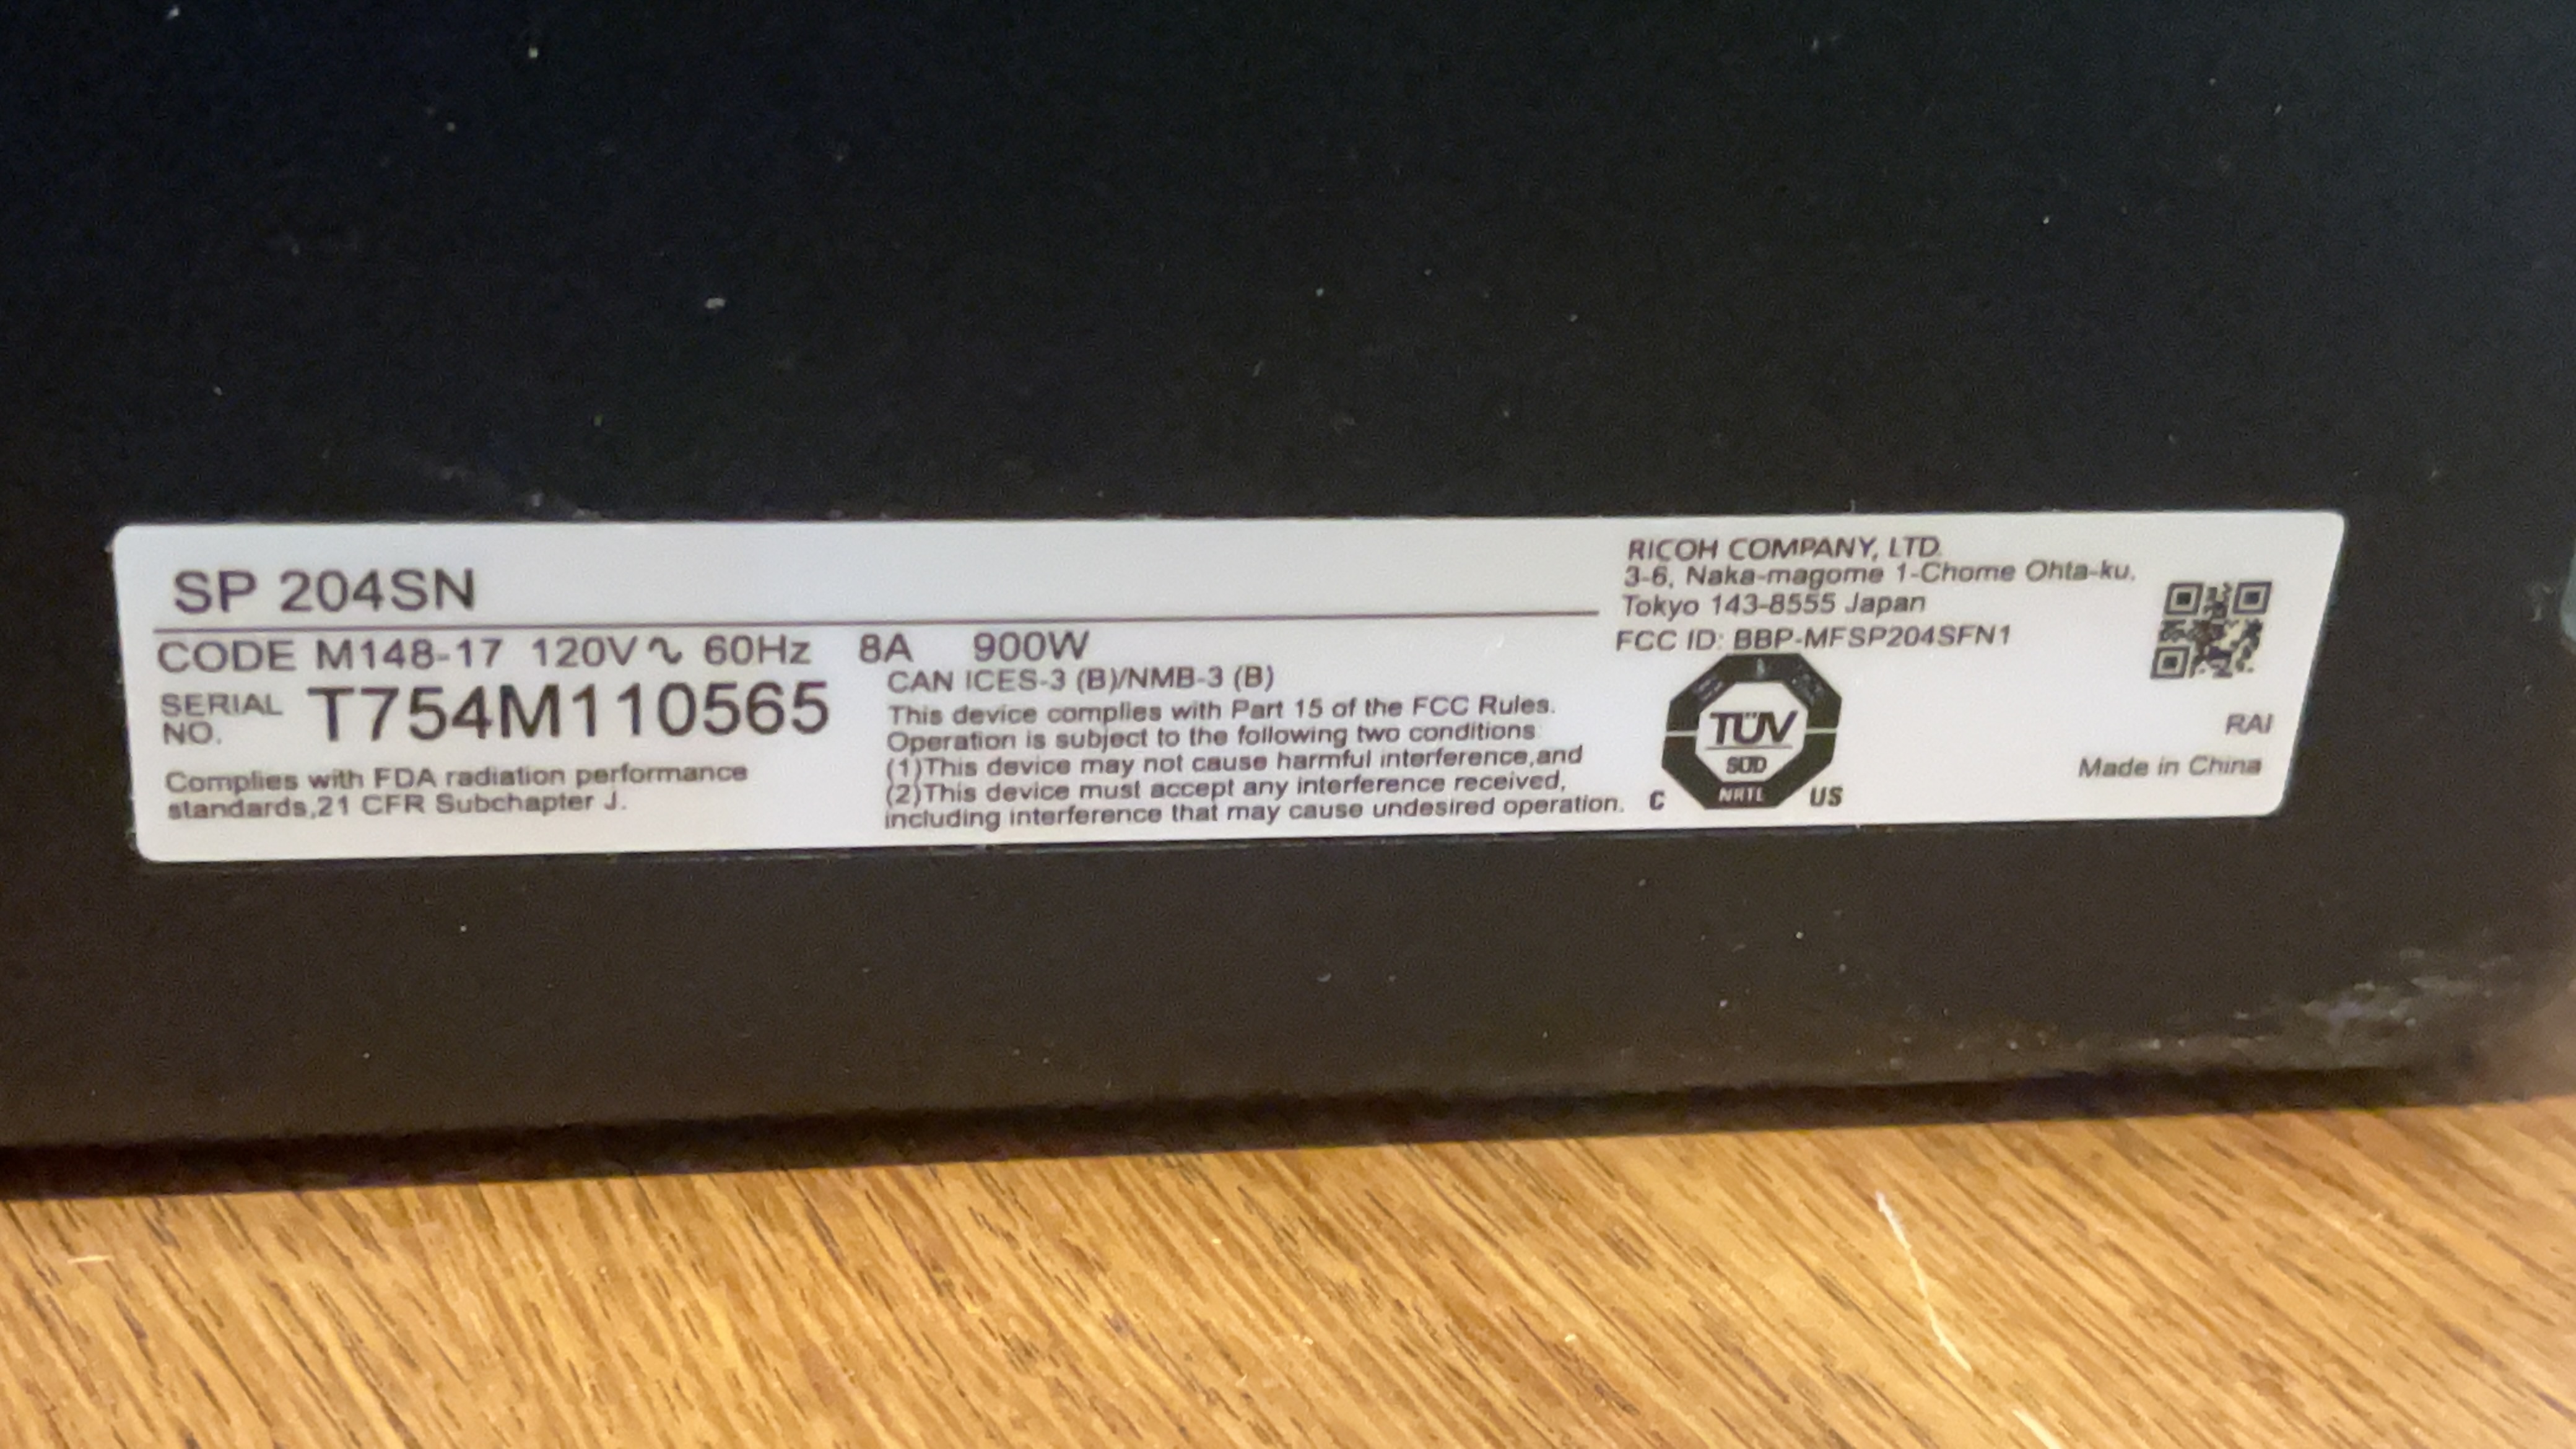 SP 204SN
CODE M148-17 120V ∿ 60Hz 8A 900W
SERIAL NO. T754M110565
Complies with FDA radiation performance
standards,21 CFR Subchapter J.
CAN ICES-3 (B)/NMB-3 (B)
This device complies with Part 15 of the FCC Rules.
Operation is subject to the following two conditions
(1)This device may not cause harmful interference,and
(2)This device must accept any interference received,
including interference that may cause undesired operation.
RICOH COMPANY, LTD.
3-6, Naka-magome 1-Chome Ohta-ku,
Tokyo 143-8555 Japan
FCC ID: BBP-MFSP204SFN1
TÜV
SÜD
NRTL
C US
RAI
Made in China